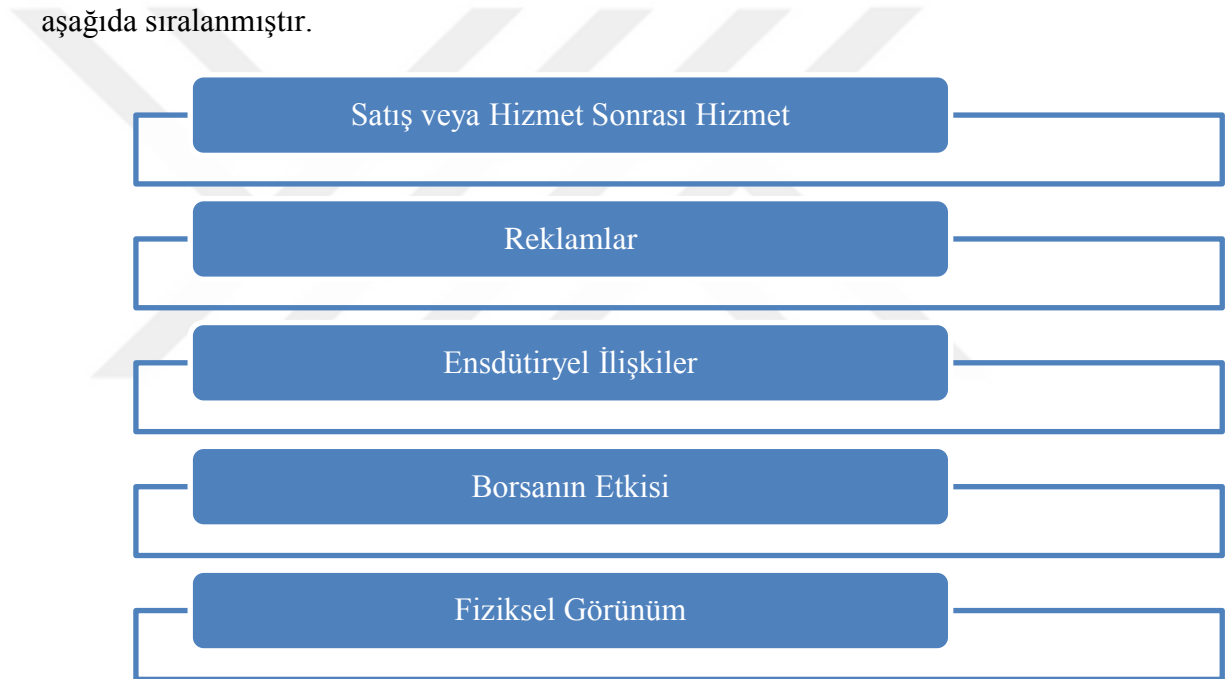 aşağıda sıralanmıştır.
Satış veya Hizmet Sonrası Hizmet
Reklamlar
Ensdütiryel İlişkiler
Borsanın Etkisi
Fiziksel Görünüm